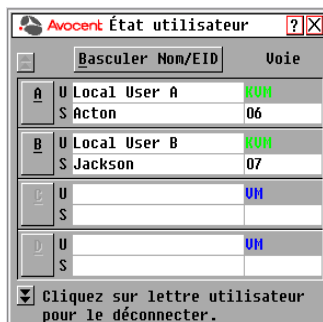 Avocent État utilisateur ? X
Basculer Nom/EID Voie
A U Local User A KVM
S Acton 06
B U Local User B KVM
S Jackson 07
C U VM
S
D U VM
S
Cliquez sur lettre utilisateur
pour le déconnecter.